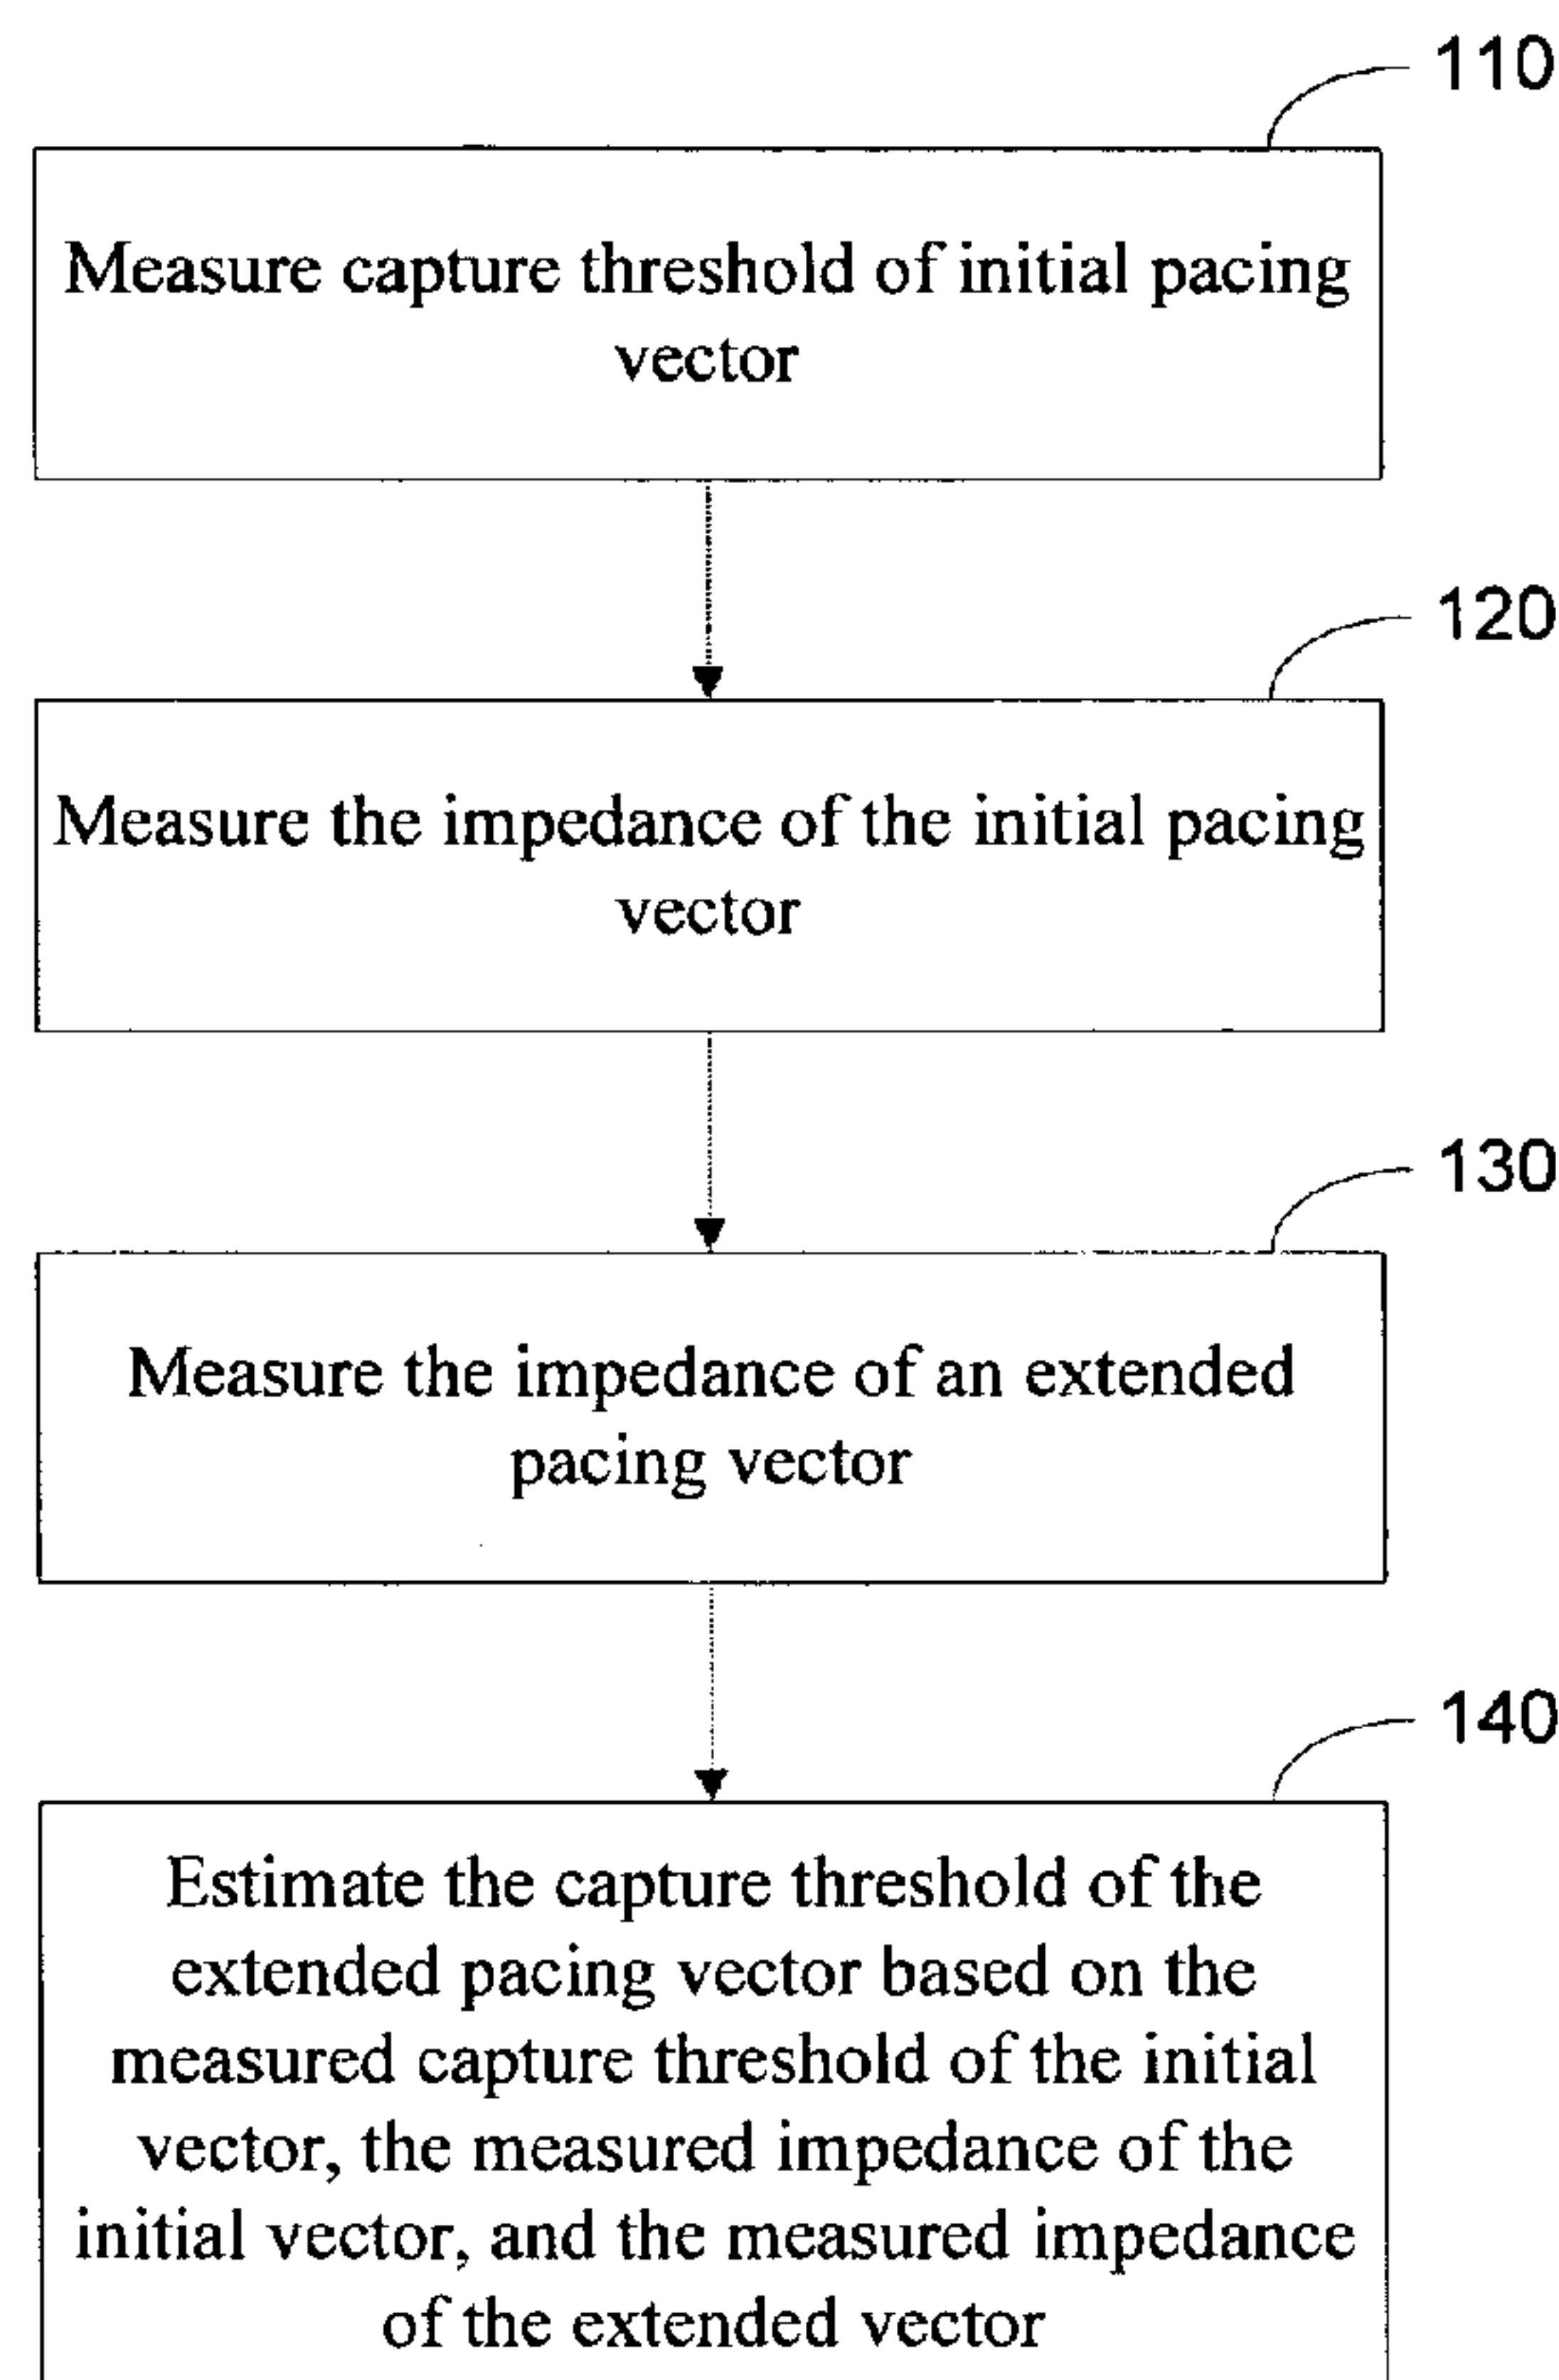 110
Measure capture threshold of initial pacing
vector
120
Measure the impedance of the initial pacing
vector
130
Measure the impedance of an extended
pacing vector
140
Estimate the capture threshold of the
extended pacing vector based on the
measured capture threshold of the initial
vector, the measured impedance of the
initial vector, and the measured impedance
of the extended vector